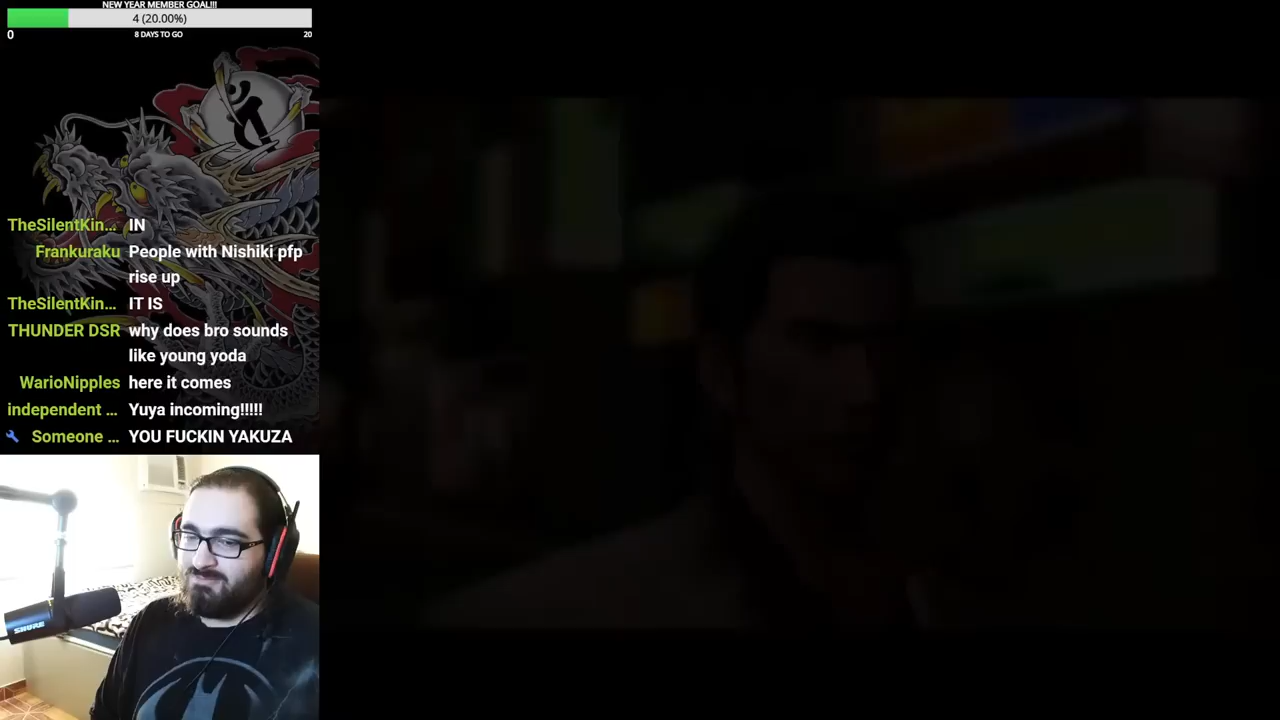 NEW YEAR MEMBER GOAL!!!
4 (20.00%)
0 8 DAYS TO GO 20
TheSilentKin... IN
Frankuraku People with Nishiki pfp
rise up
TheSilentKin... IT IS
THUNDER DSR why does bro sounds
like young yoda
WarioNipples here it comes
independent ... Yuya incoming!!!!!
Someone ... YOU FUCKIN YAKUZA
SHURE